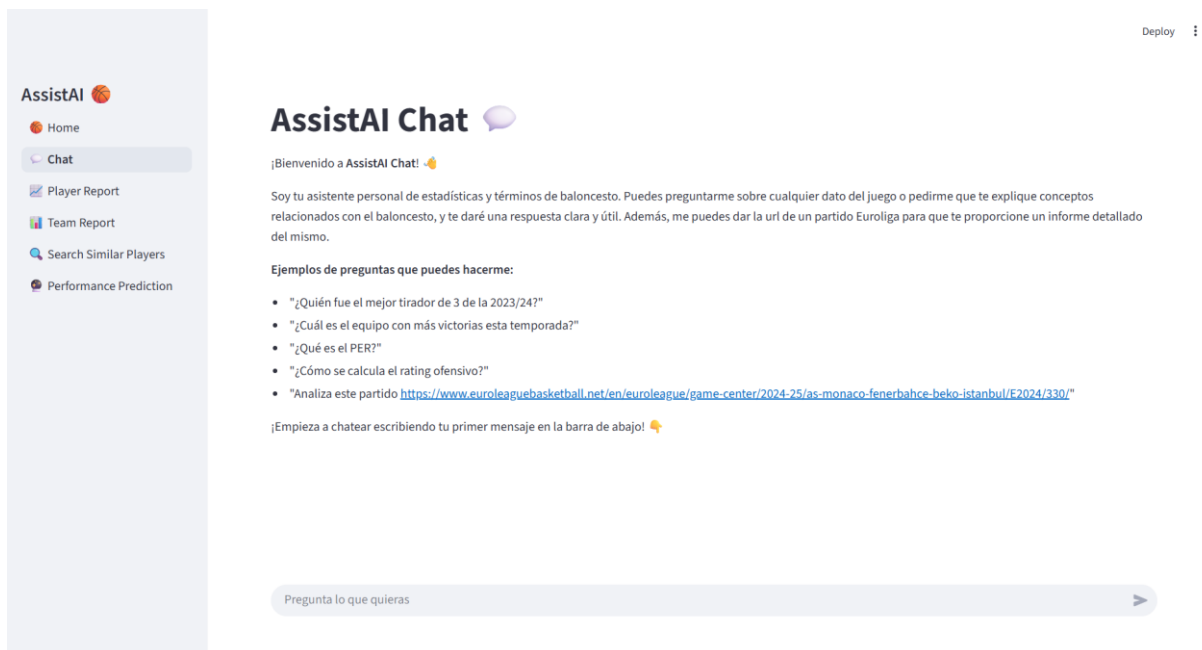 Deploy
AssistAI 🏀
Home
Chat
Player Report
Team Report
Search Similar Players
Performance Prediction
AssistAI Chat 💬
¡Bienvenido a AssistAI Chat! 👋
Soy tu asistente personal de estadísticas y términos de baloncesto. Puedes preguntarme sobre cualquier dato del juego o pedirme que te explique conceptos
relacionados con el baloncesto, y te daré una respuesta clara y útil. Además, me puedes dar la url de un partido Euroliga para que te proporcione un informe detallado
del mismo.
Ejemplos de preguntas que puedes hacerme:
• "¿Quién fue el mejor tirador de 3 de la 2023/24?"
• "¿Cuál es el equipo con más victorias esta temporada?"
• "¿Qué es el PER?"
• "¿Cómo se calcula el rating ofensivo?"
• "Analiza este partido https://www.euroleaguebasketball.net/en/euroleague/game-center/2024-25/as-monaco-fenerbahce-beko-istanbul/E2024/330/"
¡Empieza a chatear escribiendo tu primer mensaje en la barra de abajo! 👇
Pregunta lo que quieras